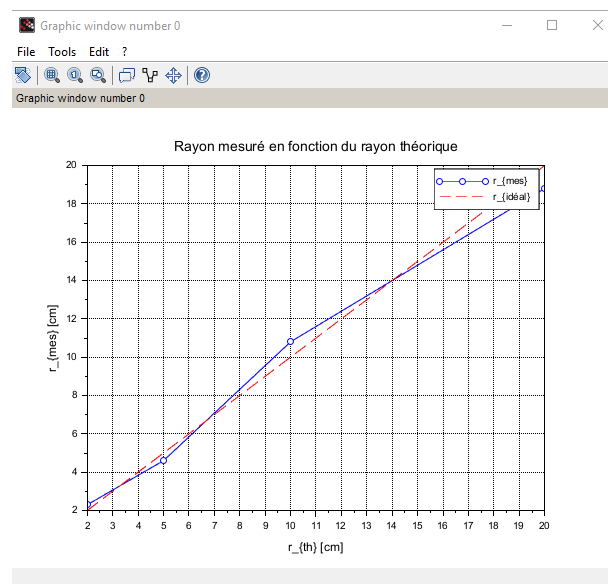 Graphic window number 0
File Tools Edit ?
Graphic window number 0
Rayon mesuré en fonction du rayon théorique
r_{mes}
r_{idéal}
20
18
16
14
12
10
8
6
4
2
r_{mes} [cm]
2 3 4 5 6 7 8 9 10 11 12 13 14 15 16 17 18 19 20
r_{th} [cm]